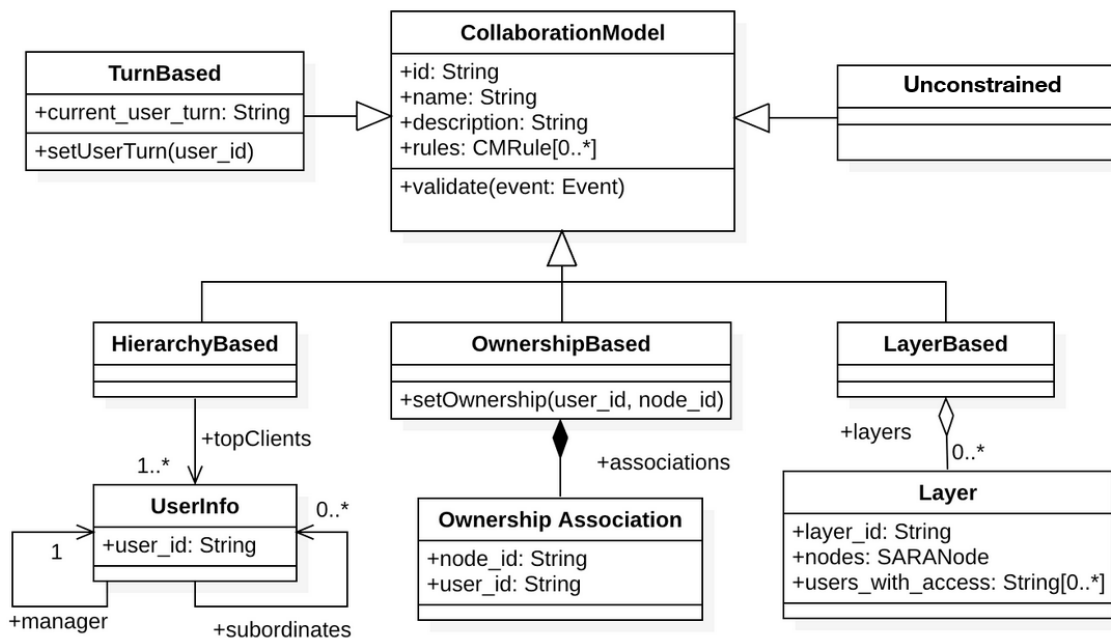 CollaborationModel
+id: String
+name: String
+description: String
+rules: CMRule[0..*]
+validate(event: Event)
TurnBased
+current_user_turn: String
+setUserTurn(user_id)
Unconstrained
HierarchyBased
+topClients
1..*
UserInfo
+user_id: String
1
+manager
0..*
+subordinates
OwnershipBased
+setOwnership(user_id, node_id)
+associations
Ownership Association
+node_id: String
+user_id: String
LayerBased
+layers
0..*
Layer
+layer_id: String
+nodes: SARANode
+users_with_access: String[0..*]